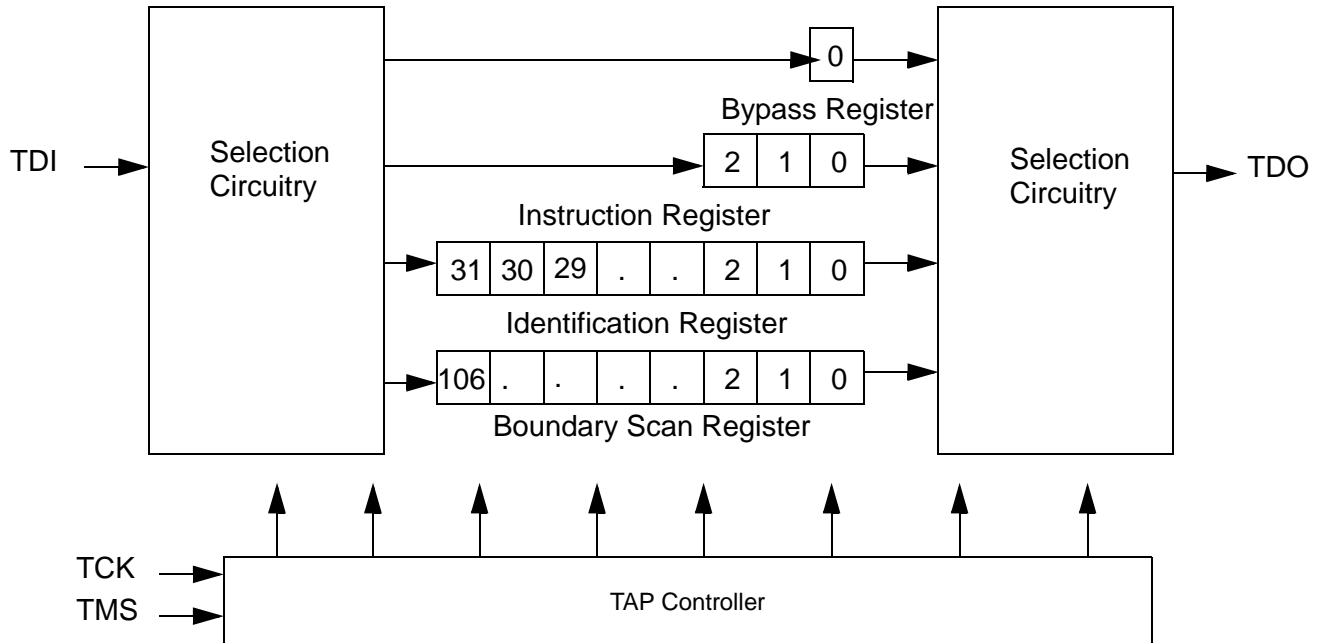 0
Bypass Register
TDI
Selection
Circuitry
2 1 0
Selection
Circuitry
TDO
Instruction Register
31 30 29 . . 2 1 0
Identification Register
106 . . . . 2 1 0
Boundary Scan Register
TCK
TMS
TAP Controller